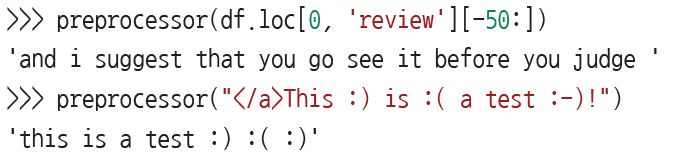 >>> preprocessor(df.loc[0, 'review'][-50:])
'and i suggest that you go see it before you judge '
>>> preprocessor("</a>This :) is :( a test :-)!")
'this is a test :) :( :)'